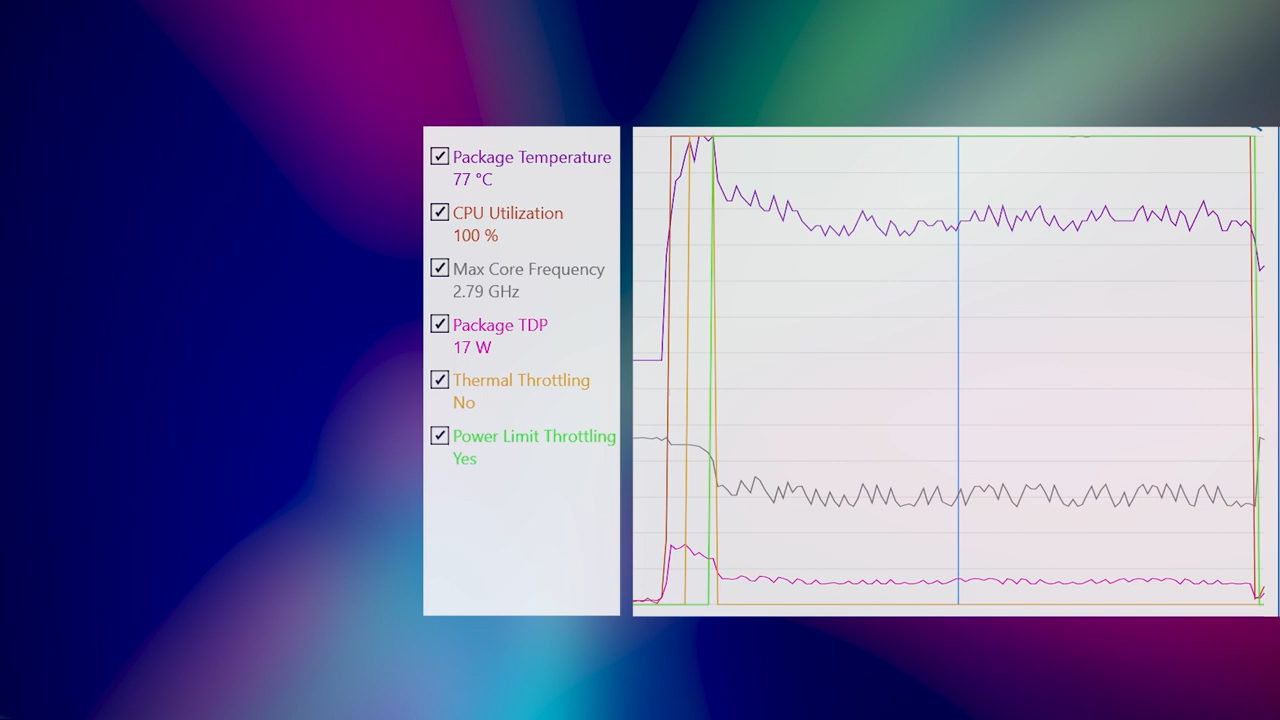 Package Temperature
77 °C
CPU Utilization
100 %
Max Core Frequency
2.79 GHz
Package TDP
17 W
Thermal Throttling
No
Power Limit Throttling
Yes